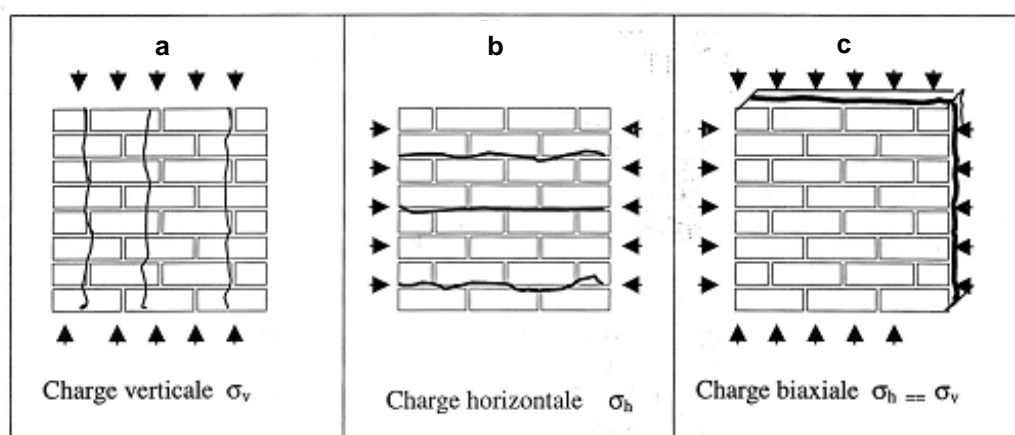 a
b
c
Charge verticale σv
Charge horizontale σh
Charge biaxiale σh == σv